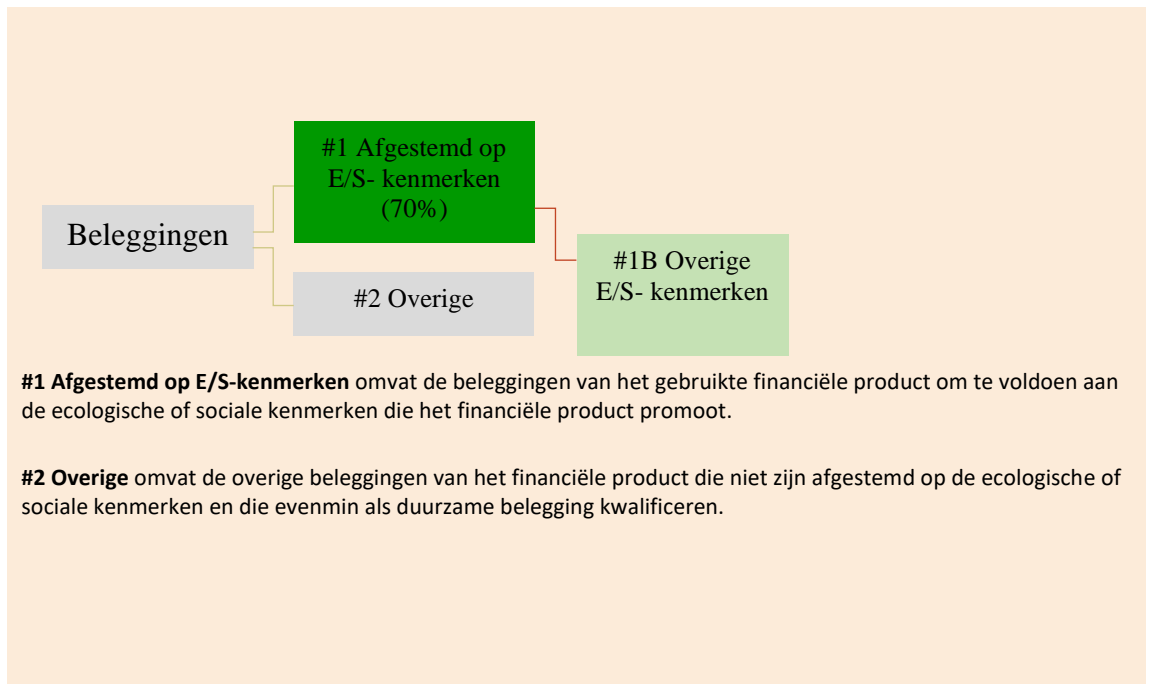 #1 Afgestemd op
E/S- kenmerken
(70%)
Beleggingen
#1B Overige
E/S- kenmerken
#2 Overige
#1 Afgestemd op E/S-kenmerken omvat de beleggingen van het gebruikte financiële product om te voldoen aan
de ecologische of sociale kenmerken die het financiële product promoot.
#2 Overige omvat de overige beleggingen van het financiële product die niet zijn afgestemd op de ecologische of
sociale kenmerken en die evenmin als duurzame belegging kwalificeren.